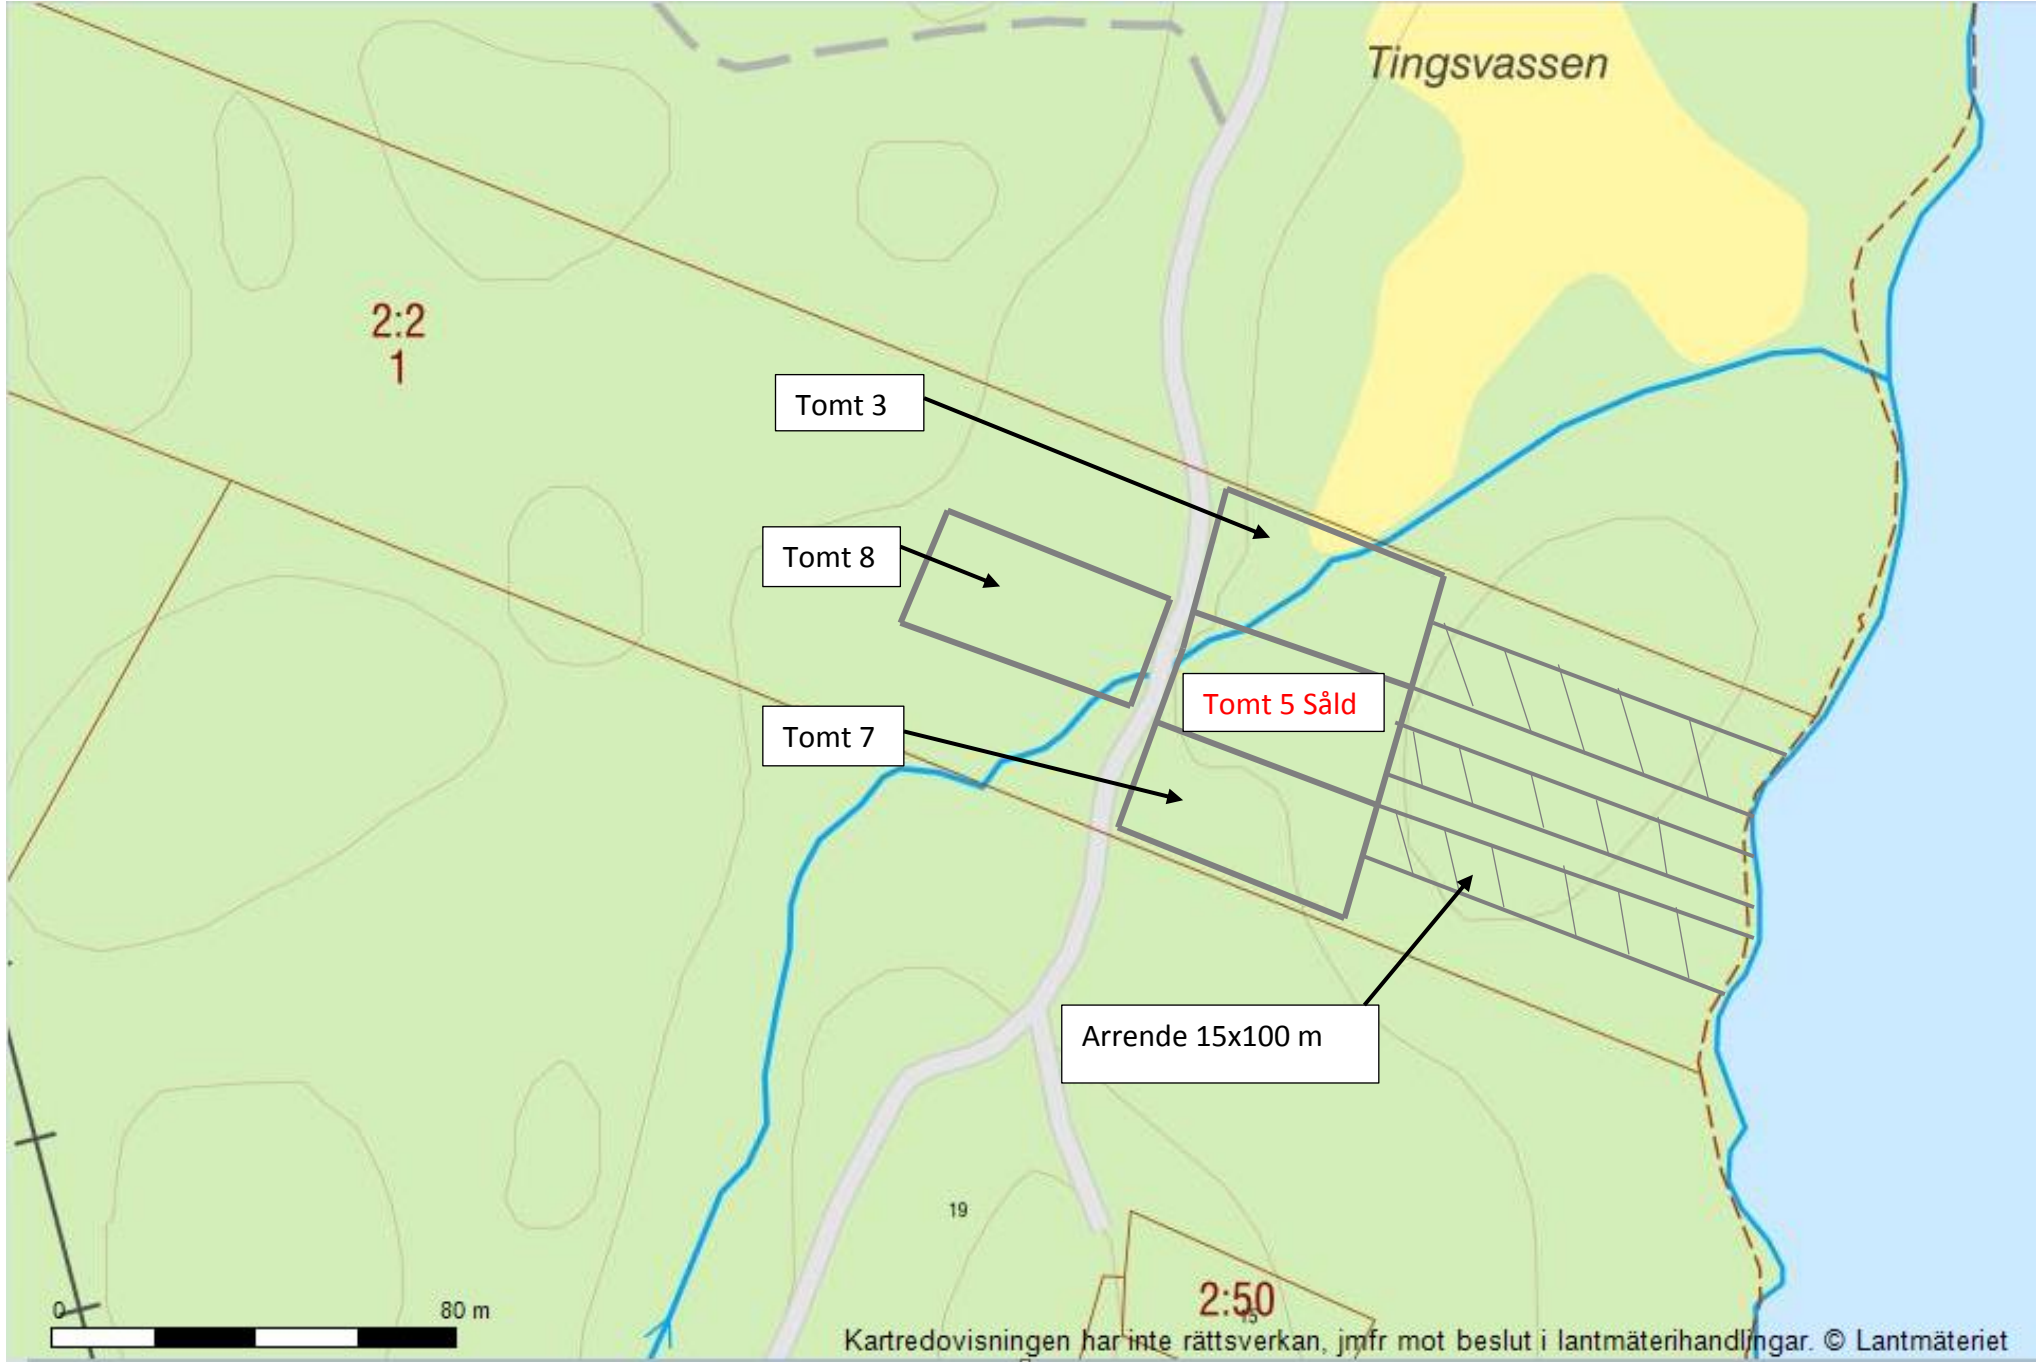 Tingsvassen
2:2
1
Tomt 3
Tomt 8
Tomt 5 Såld
Tomt 7
Arrende 15x100 m
19
2:50
15
0
80 m
Kartredovisningen har inte rättsverkan, jmfr mot beslut i lantmäterihandlingar. © Lantmäteriet